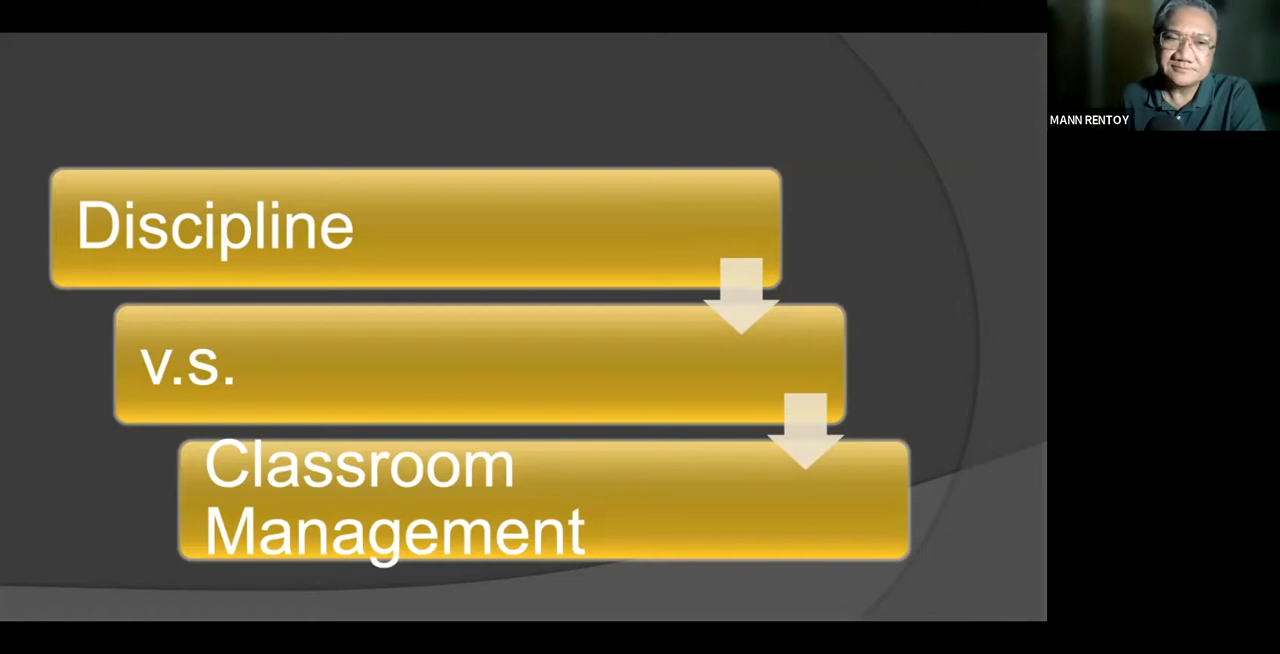 Discipline
v.s.
Classroom
Management
MANN RENTOY